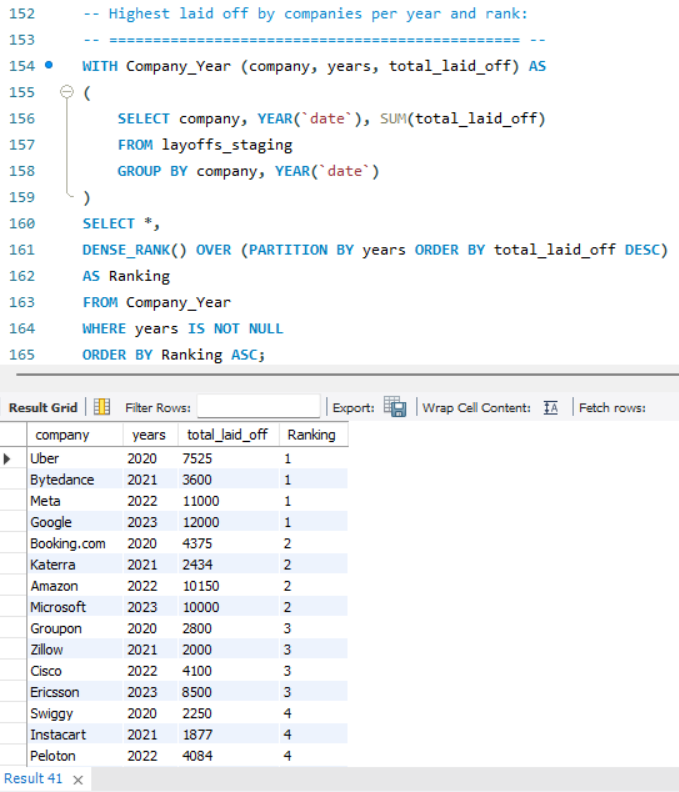 152 -- Highest laid off by companies per year and rank:
153 -- =============================================== --
154 WITH Company_Year (company, years, total_laid_off) AS
155 (
156 SELECT company, YEAR(`date`), SUM(total_laid_off)
157 FROM layoffs_staging
158 GROUP BY company, YEAR(`date`)
159 )
160 SELECT *,
161 DENSE_RANK() OVER (PARTITION BY years ORDER BY total_laid_off DESC)
162 AS Ranking
163 FROM Company_Year
164 WHERE years IS NOT NULL
165 ORDER BY Ranking ASC;
Result Grid Filter Rows: Export: Wrap Cell Content: Fetch rows:
company years total_laid_off Ranking
Uber 2020 7525 1
Bytedance 2021 3600 1
Meta 2022 11000 1
Google 2023 12000 1
Booking.com 2020 4375 2
Katerra 2021 2434 2
Amazon 2022 10150 2
Microsoft 2023 10000 2
Groupon 2020 2800 3
Zillow 2021 2000 3
Cisco 2022 4100 3
Ericsson 2023 8500 3
Swiggy 2020 2250 4
Instacart 2021 1877 4
Peloton 2022 4084 4
Result 41